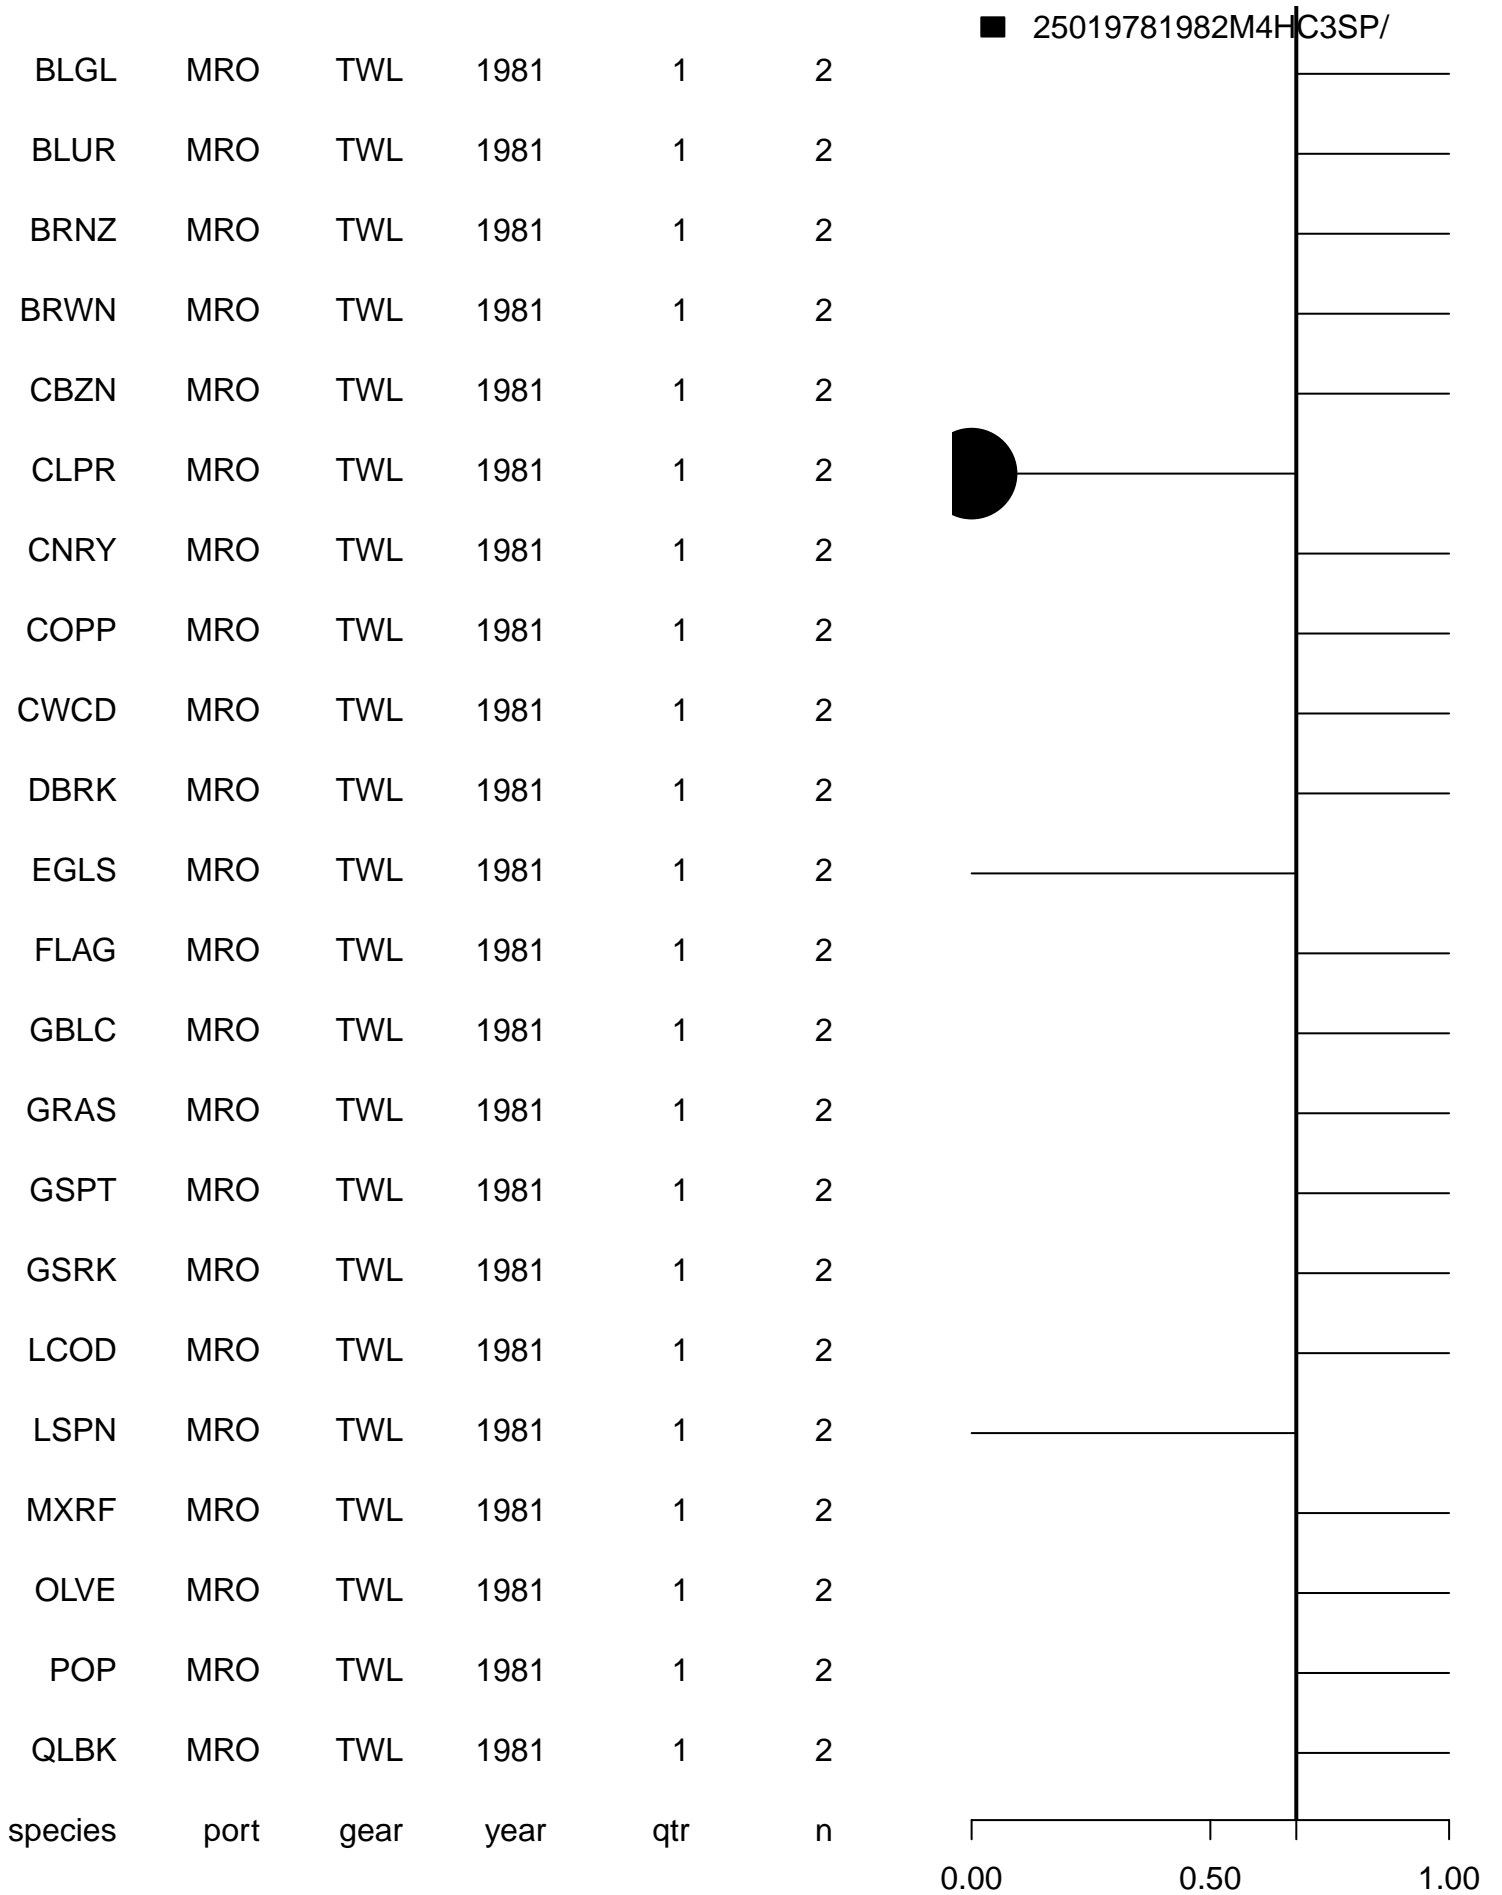 25019781982M4HC3SP/
BLGL MRO TWL 1981 1 2
BLUR MRO TWL 1981 1 2
BRNZ MRO TWL 1981 1 2
BRWN MRO TWL 1981 1 2
CBZN MRO TWL 1981 1 2
CLPR MRO TWL 1981 1 2
CNRY MRO TWL 1981 1 2
COPP MRO TWL 1981 1 2
CWCD MRO TWL 1981 1 2
DBRK MRO TWL 1981 1 2
EGLS MRO TWL 1981 1 2
FLAG MRO TWL 1981 1 2
GBLC MRO TWL 1981 1 2
GRAS MRO TWL 1981 1 2
GSPT MRO TWL 1981 1 2
GSRK MRO TWL 1981 1 2
LCOD MRO TWL 1981 1 2
LSPN MRO TWL 1981 1 2
MXRF MRO TWL 1981 1 2
OLVE MRO TWL 1981 1 2
POP MRO TWL 1981 1 2
QLBK MRO TWL 1981 1 2
species port gear year qtr n
0.00 0.50 1.00